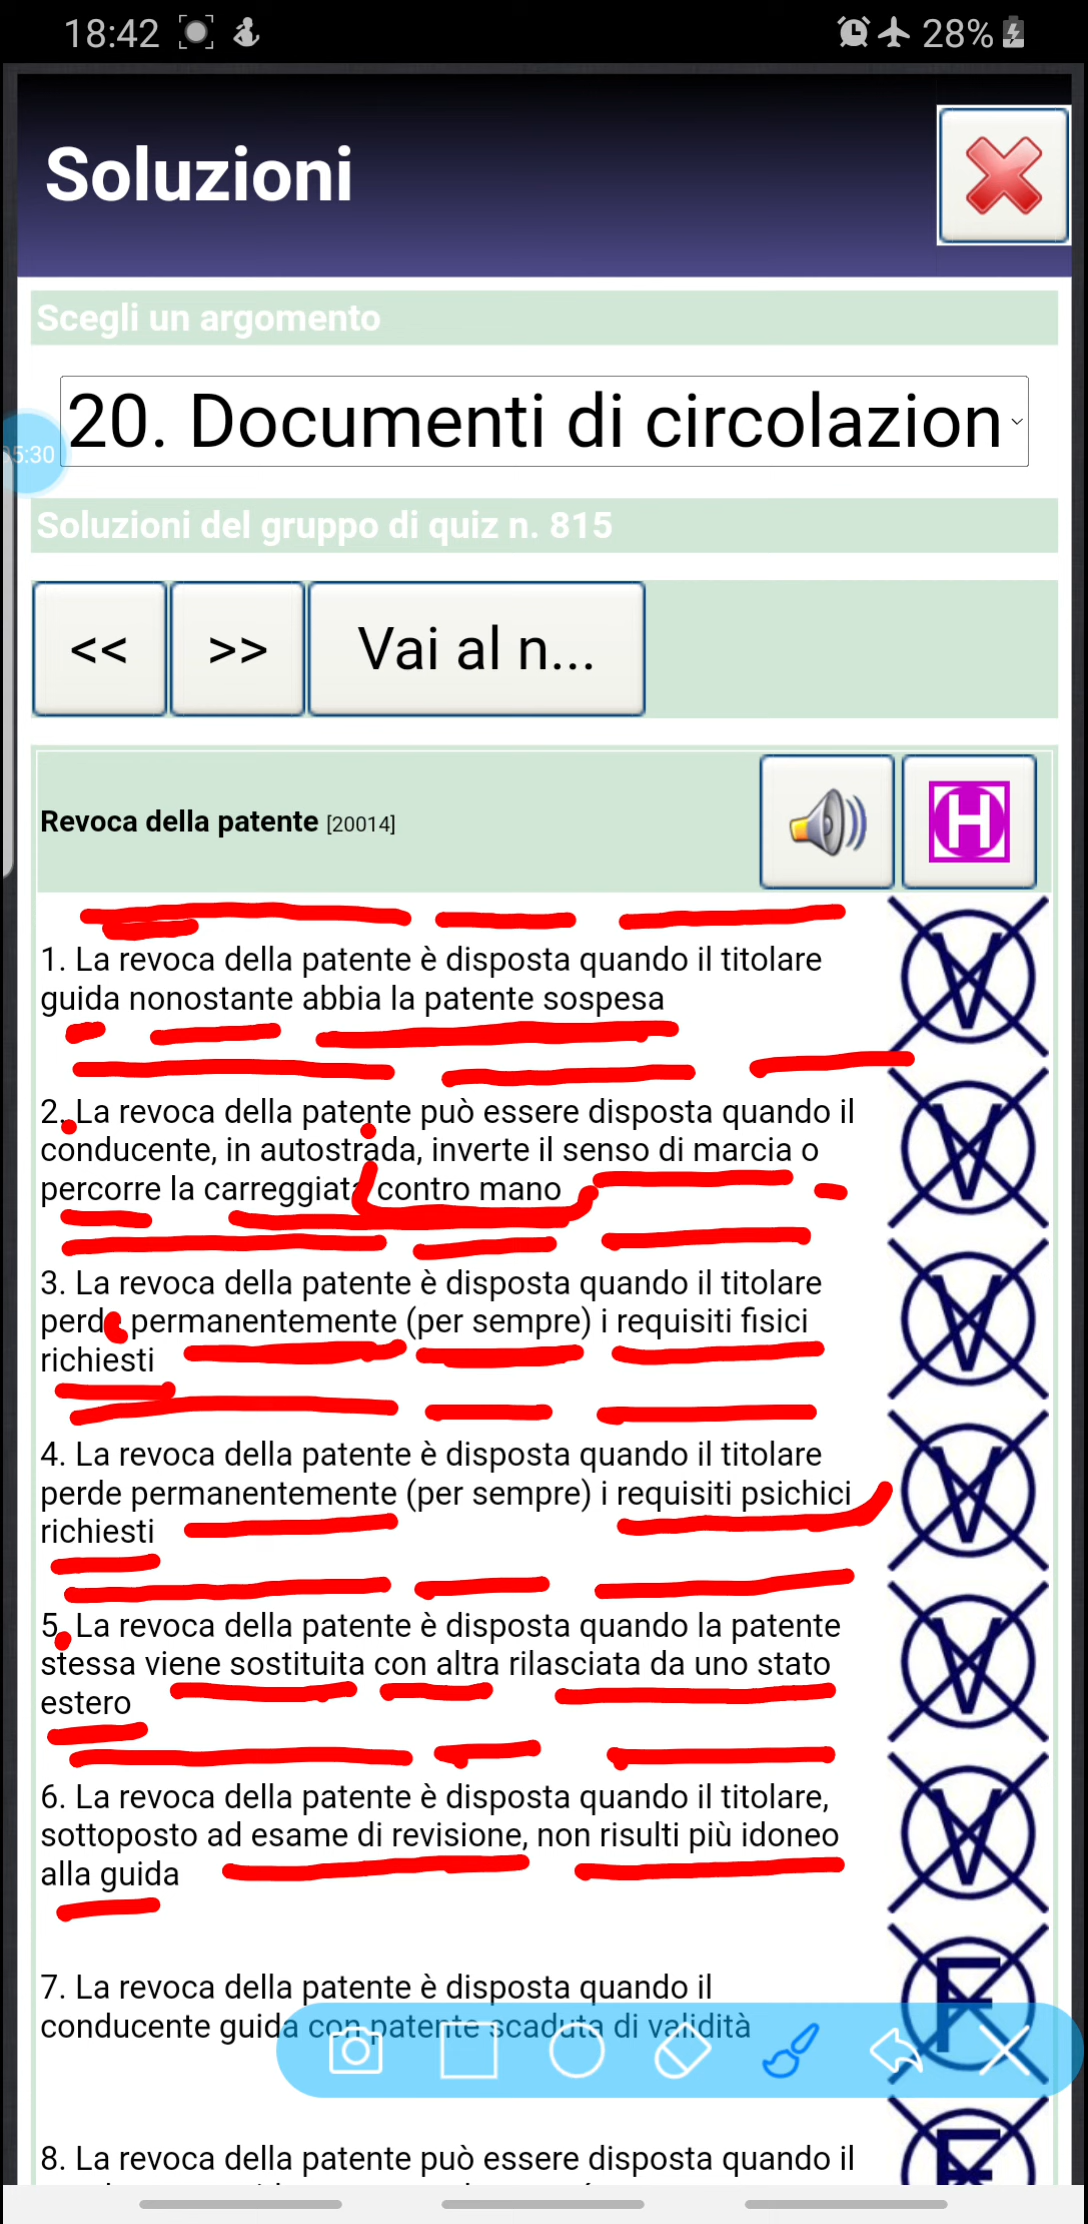 18:42
28%
Soluzioni
Scegli un argomento
20. Documenti di circolazion
5:30
Soluzioni del gruppo di quiz n. 815
<<
>>
Vai al n...
Revoca della patente [20014]
H
1. La revoca della patente è disposta quando il titolare
guida nonostante abbia la patente sospesa
V
2. La revoca della patente può essere disposta quando il
conducente, in autostrada, inverte il senso di marcia o
percorre la carreggiata contro mano
V
3. La revoca della patente è disposta quando il titolare
perde permanentemente (per sempre) i requisiti fisici
richiesti
V
4. La revoca della patente è disposta quando il titolare
perde permanentemente (per sempre) i requisiti psichici
richiesti
V
5. La revoca della patente è disposta quando la patente
stessa viene sostituita con altra rilasciata da uno stato
estero
V
6. La revoca della patente è disposta quando il titolare,
sottoposto ad esame di revisione, non risulti più idoneo
alla guida
V
7. La revoca della patente è disposta quando il
conducente guida con patente scaduta di validità
F
8. La revoca della patente può essere disposta quando il
F